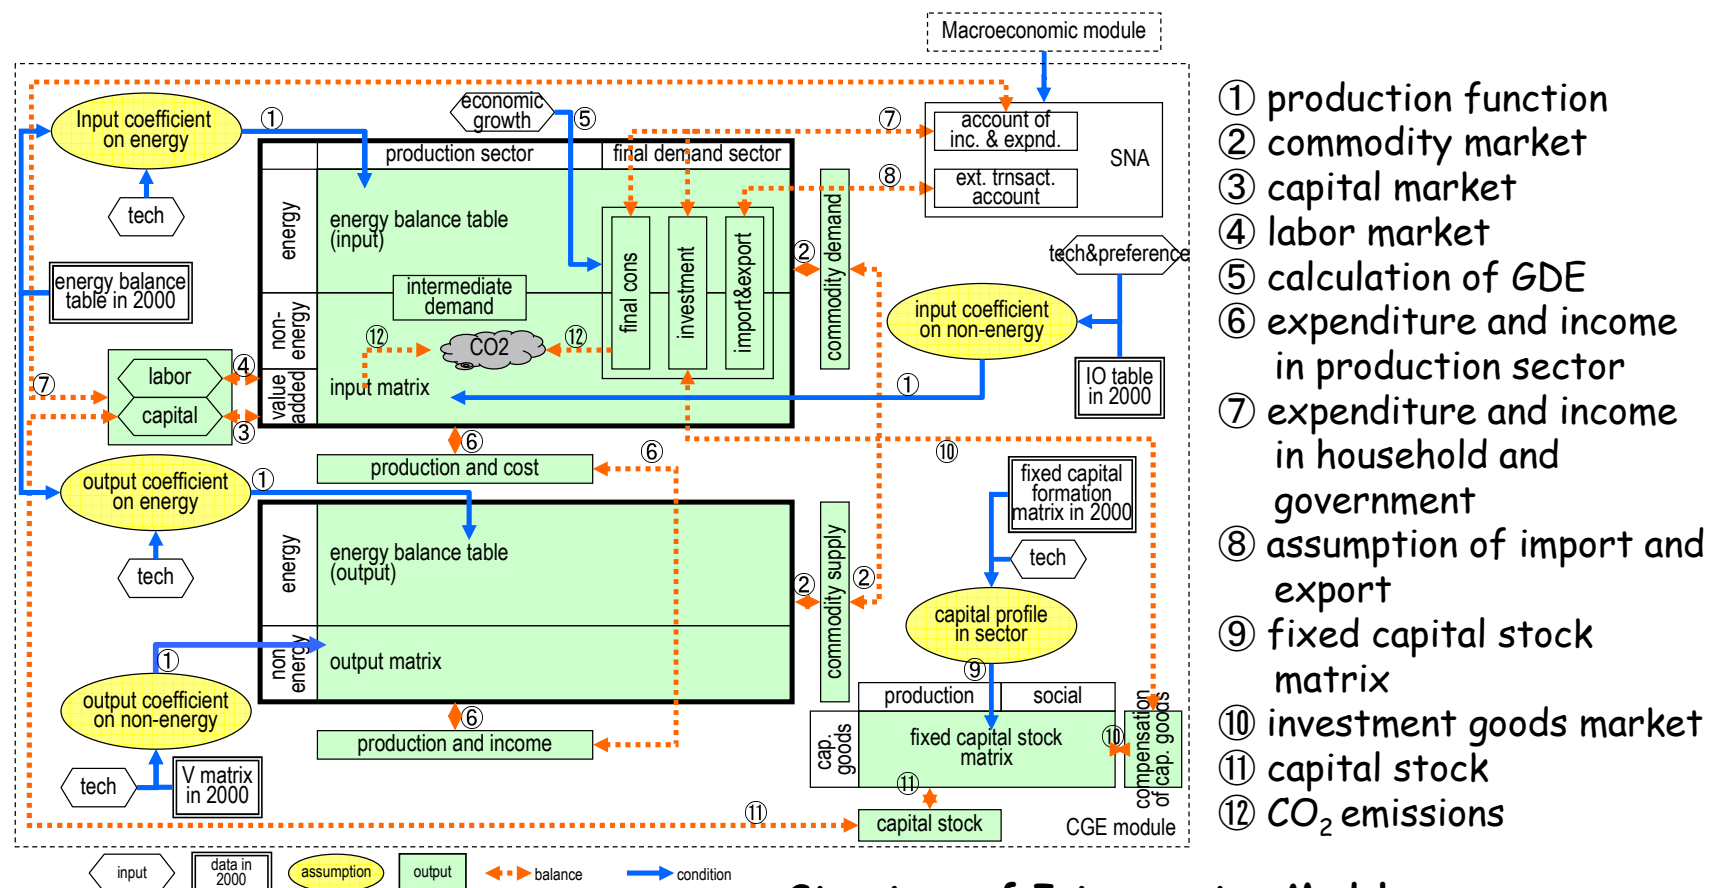 Macroeconomic module
Input coefficient
on energy
①
economic
growth
⑤
⑦
account of
inc. & expnd.
SNA
ext. trnsact.
account
⑧
production sector
final demand sector
tech
energy
energy balance table
(input)
final cons
investment
import&export
②
commodity demand
tech&preference
energy balance
table in 2000
intermediate
demand
non-
energy
⑫
CO2
⑫
input coefficient
on non-energy
labor
④
⑦
capital
③
value
added
input matrix
①
IO table
in 2000
⑥
production and cost
⑥
⑩
output coefficient
on energy
①
fixed capital
formation
matrix in 2000
tech
energy
energy balance table
(output)
②
commodity supply
②
tech
capital profile
in sector
①
non
energy
output matrix
⑨
output coefficient
on non-energy
⑥
production and income
production
social
cap.
goods
fixed capital stock
matrix
⑩
compensation
of cap. goods
tech
V matrix
in 2000
⑪
⑪
capital stock
CGE module
input
data in
2000
assumption
output
balance
condition
① production function
② commodity market
③ capital market
④ labor market
⑤ calculation of GDE
⑥ expenditure and income
in production sector
⑦ expenditure and income
in household and
government
⑧ assumption of import and
export
⑨ fixed capital stock
matrix
⑩ investment goods market
⑪ capital stock
⑫ CO2 emissions